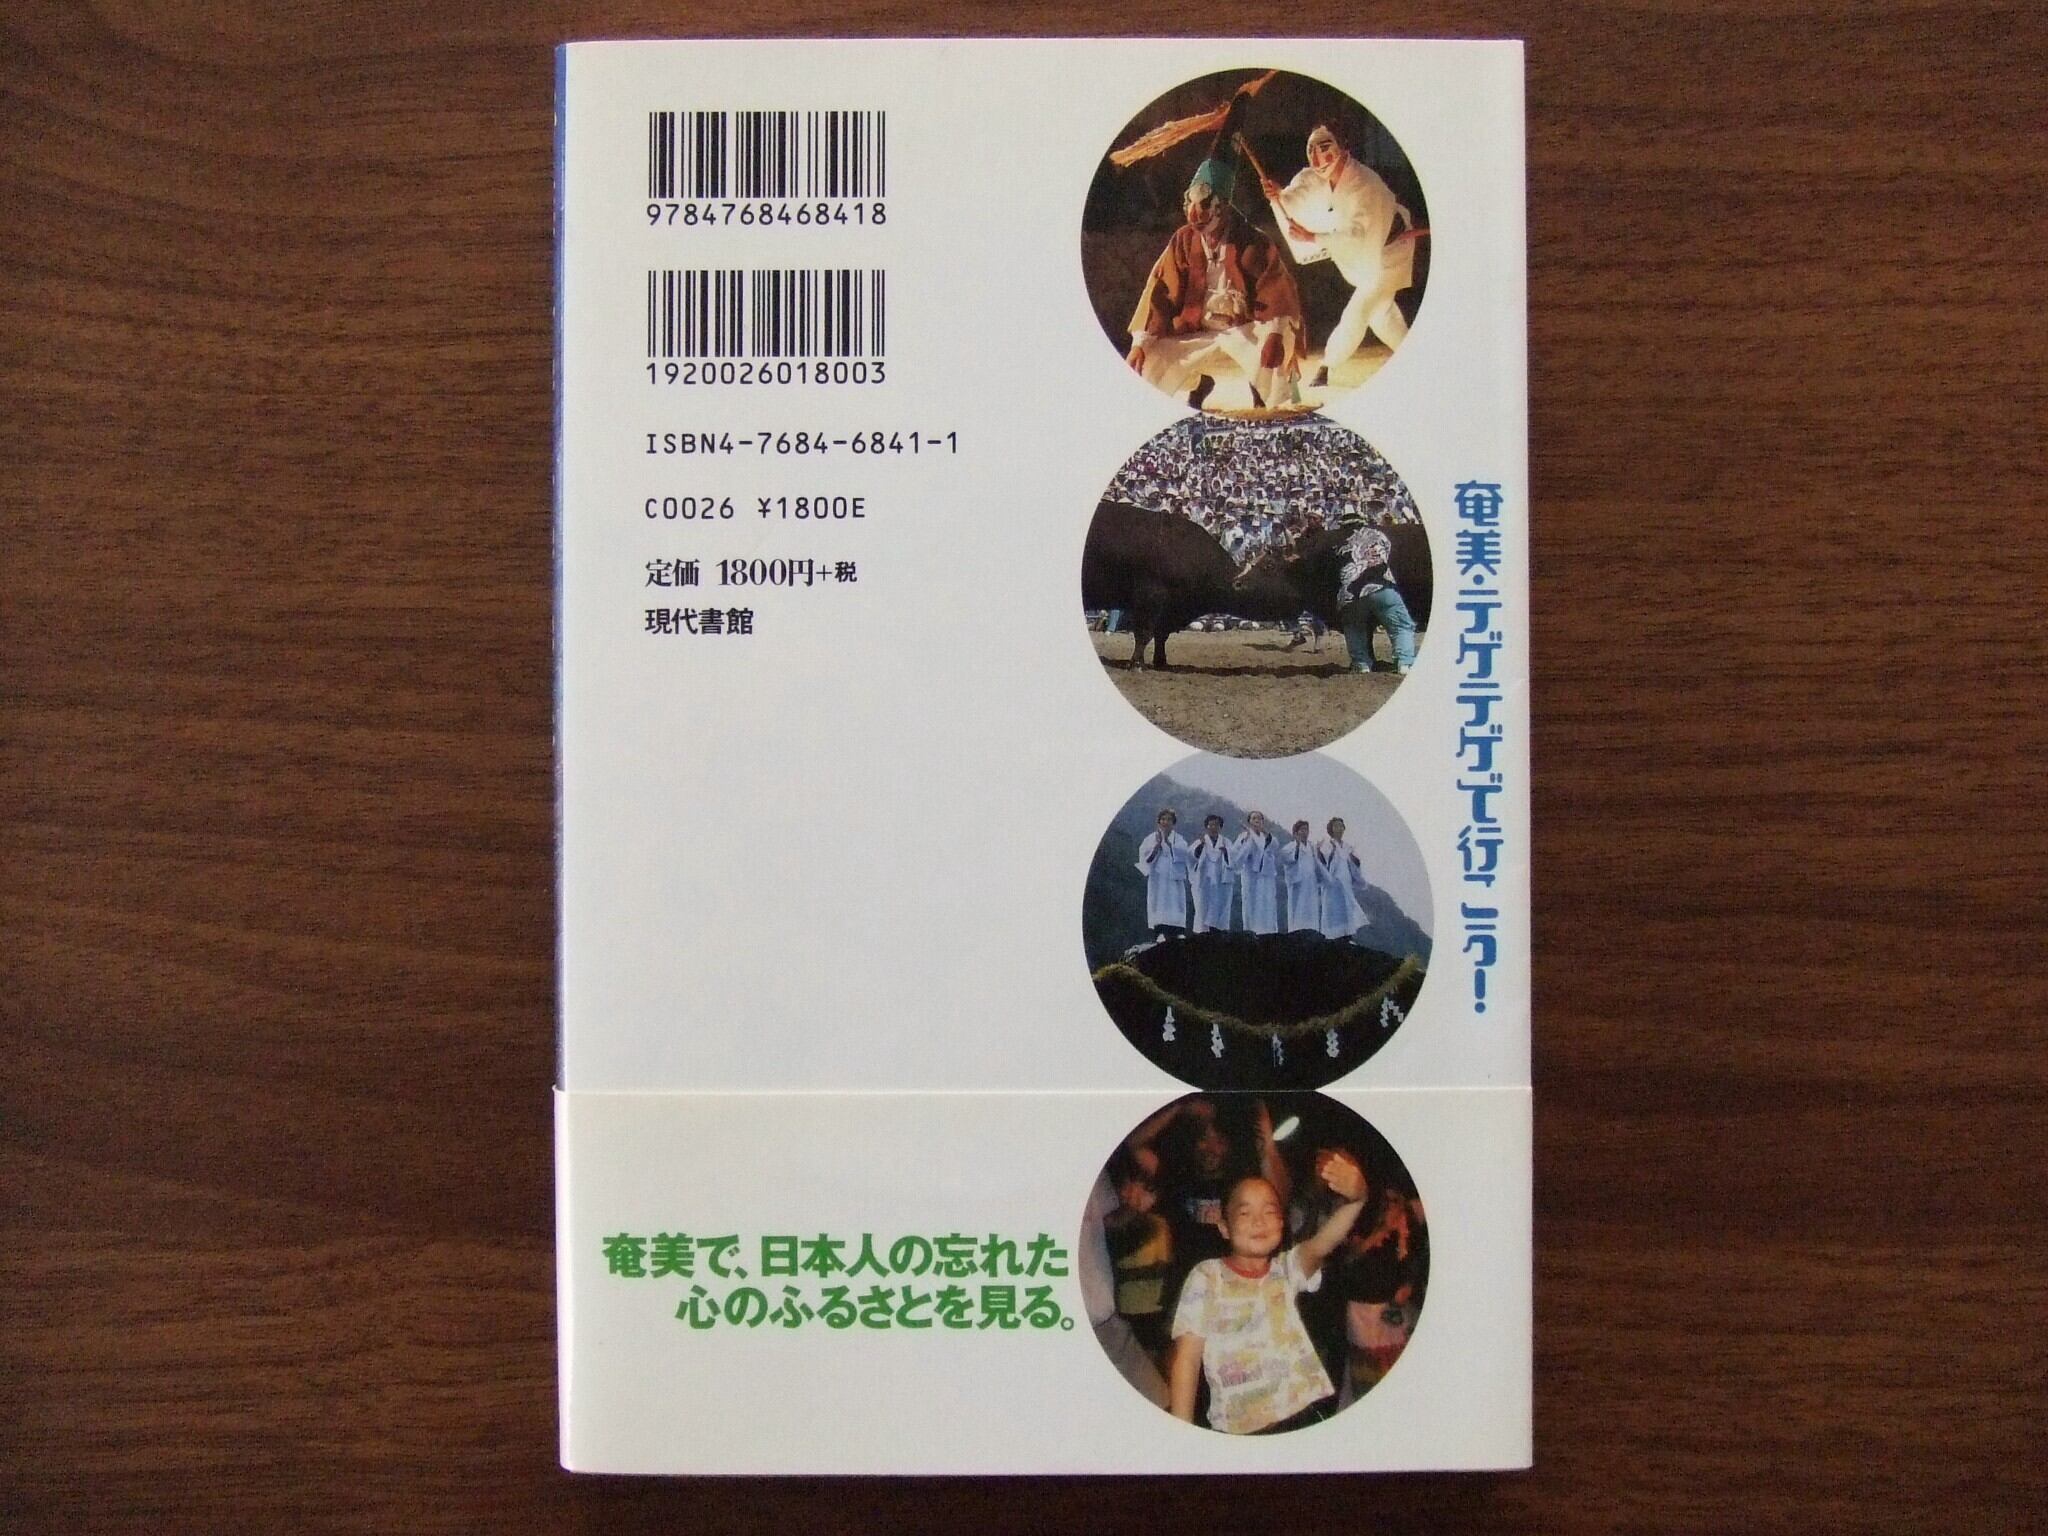 9784768468418
1920026018003
ISBN4-7684-6841-1
C0026 ¥1800E
定価 1800円+税
現代書館
奄美・テゲテゲで行こう!
奄美で、日本人の忘れた
心のふるさとを見る。